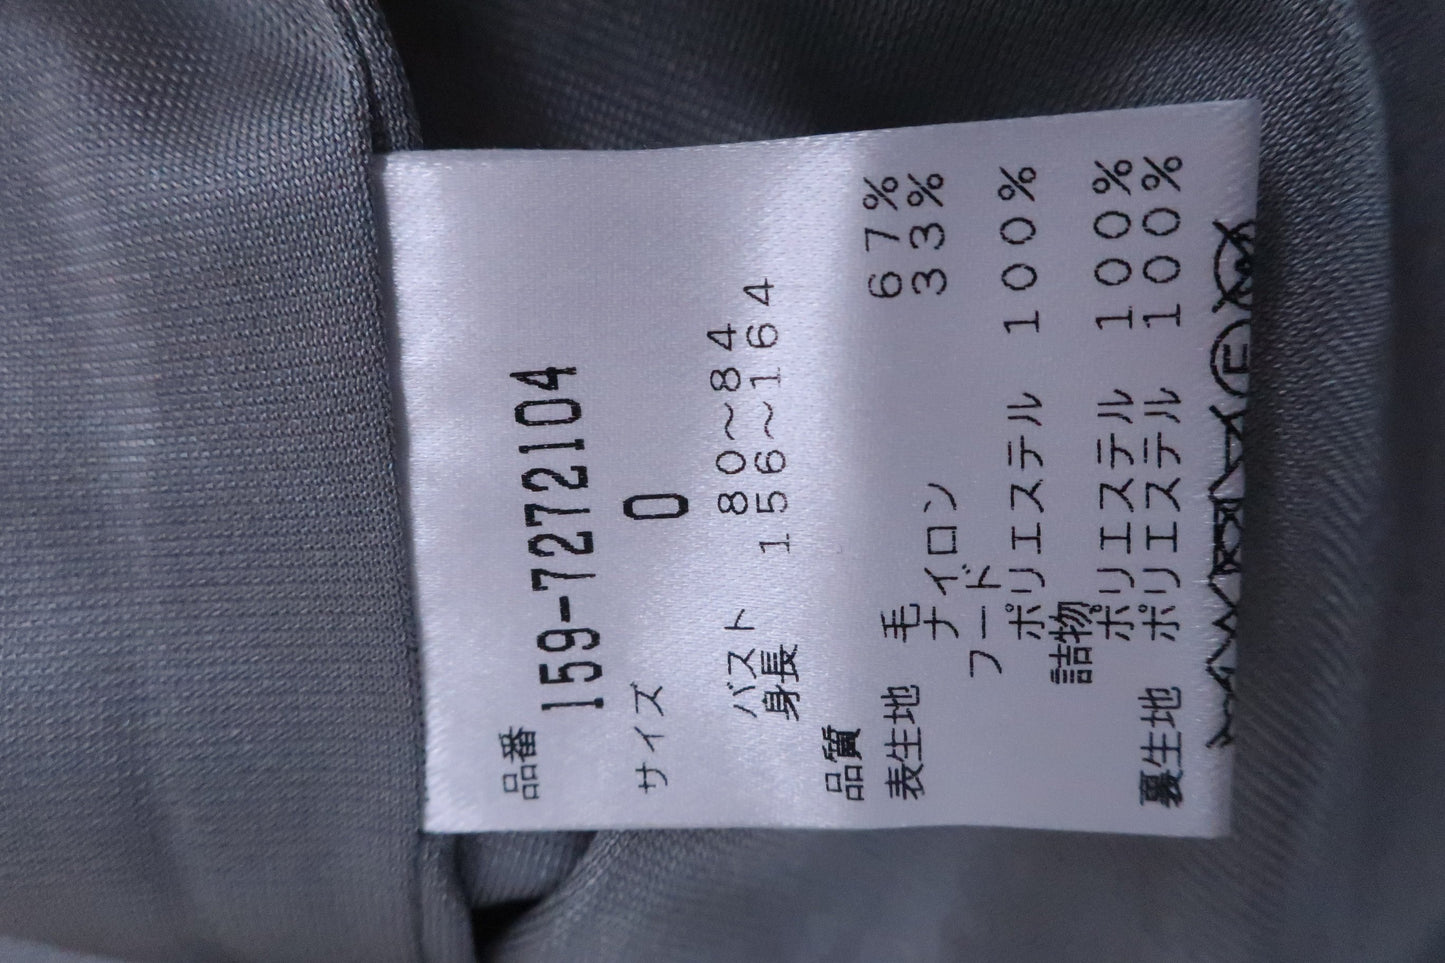 品番
159-7272104
サイズ 0
バスト 80〜84
身長 156〜164
品質
表生地 毛 67%
ナイロン 33%
フード
ポリエステル 100%
詰物
ポリエステル 100%
裏生地 ポリエステル 100%
F